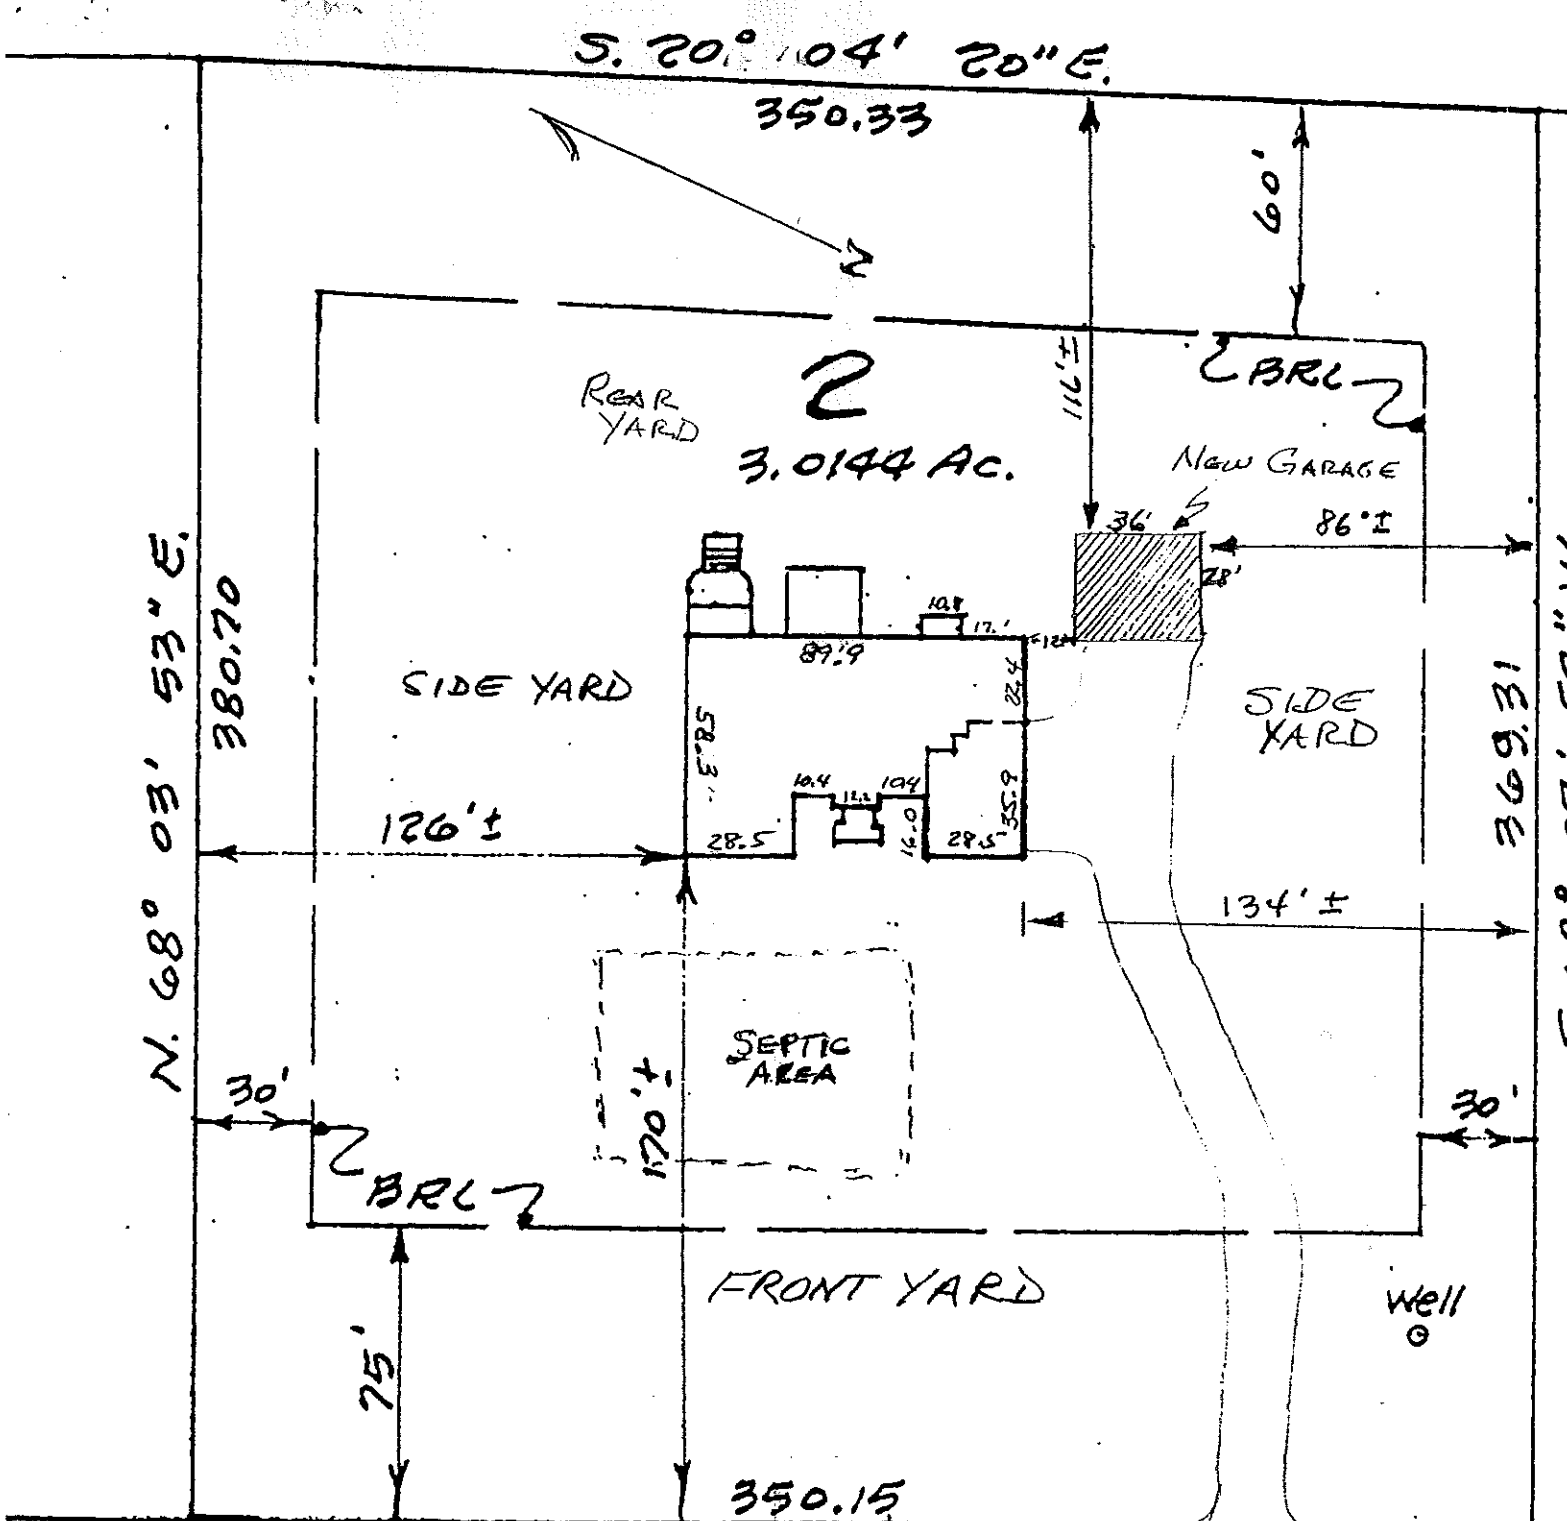 S. 20° 04' 20" E.
350.33
60'
N
116'±
BRL
REAR
YARD
2
3.0144 Ac.
NEW GARAGE
36'
86'±
28'
N. 68° 03' 53" E.
380.70
10.8
17.1
12'
89.9
22.4
SIDE YARD
SIDE
YARD
58.3
369.31
10.4
12.2
10.4
35.9
126'±
28.5
16.0
28.5
134'±
SEPTIC
AREA
170'±
30'
30'
BRL
FRONT YARD
Well
75'
350.15